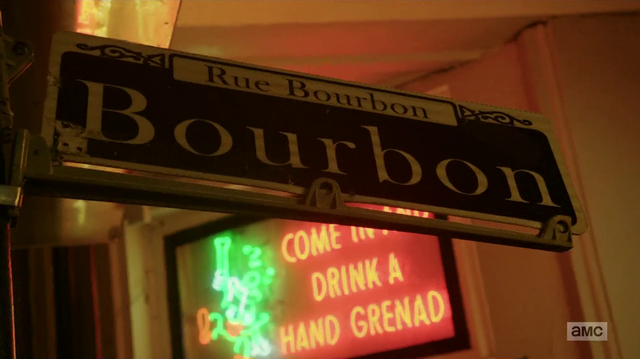 Rue Bourbon
Bourbon
COME IN
DRINK A
HAND GRENAD
amc